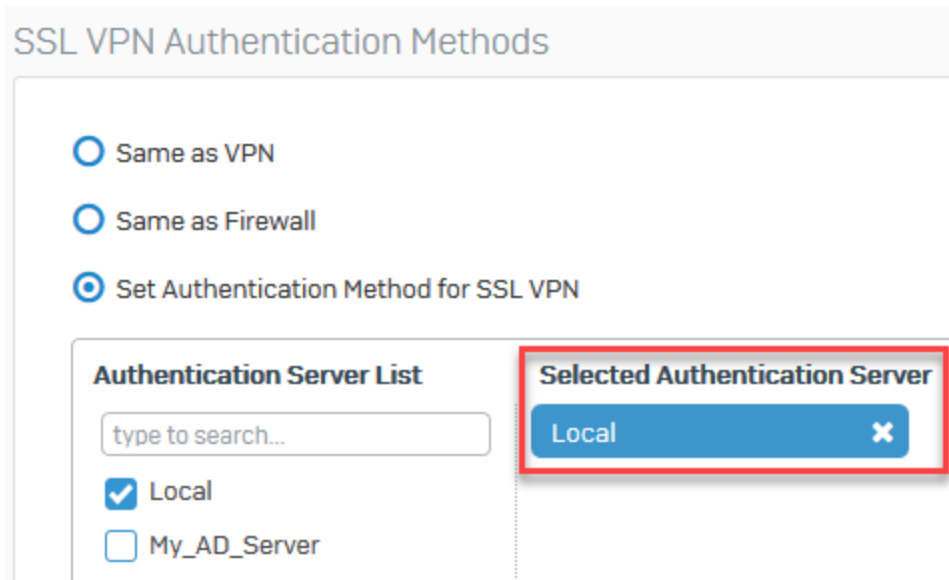 SSL VPN Authentication Methods
Same as VPN
Same as Firewall
Set Authentication Method for SSL VPN
Authentication Server List
Selected Authentication Server
type to search...
Local
Local
My_AD_Server